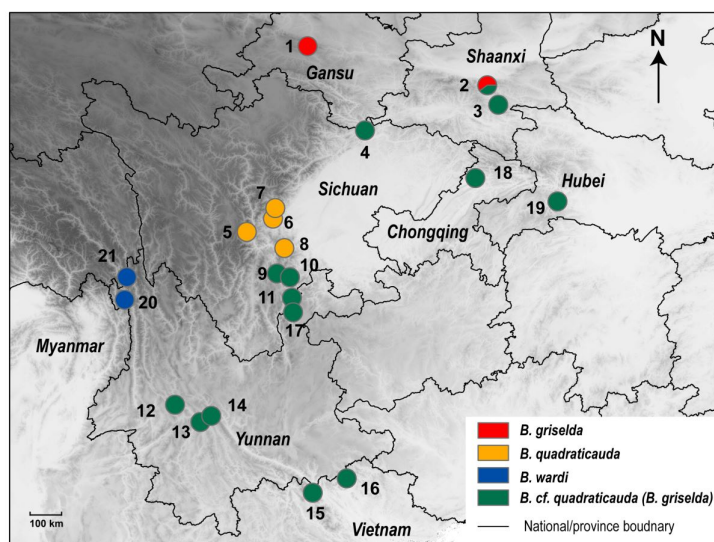 1
Gansu
Shaanxi
N
2
3
4
Sichuan
18
Hubei
19
Chongqing
7
6
5
8
9
10
11
17
21
20
Myanmar
12
14
13
Yunnan
16
15
Vietnam
100 km
B. griselda
B. quadraticauda
B. wardi
B. cf. quadraticauda (B. griselda)
National/province boudnary